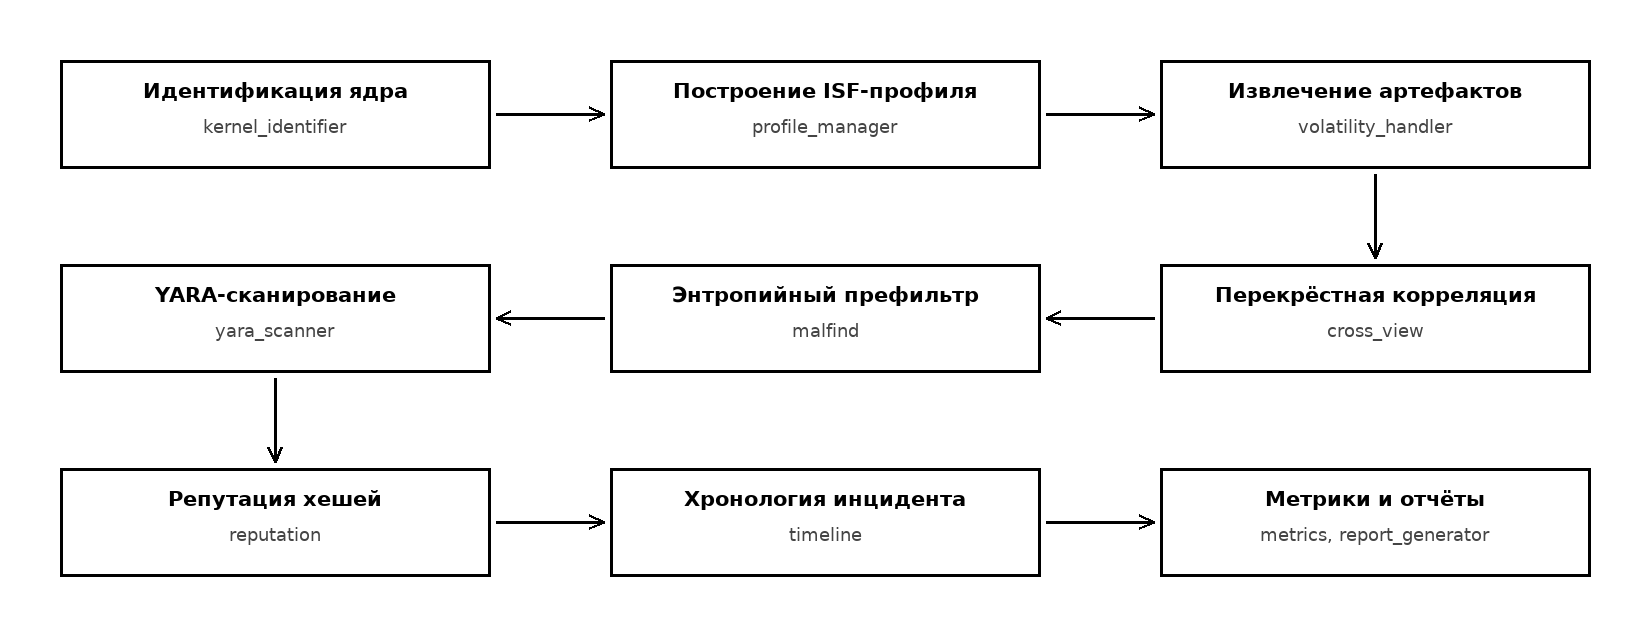 Идентификация ядра
kernel_identifier
Построение ISF-профиля
profile_manager
Извлечение артефактов
volatility_handler
Перекрёстная корреляция
cross_view
Энтропийный префильтр
malfind
YARA-сканирование
yara_scanner
Репутация хешей
reputation
Хронология инцидента
timeline
Метрики и отчёты
metrics, report_generator